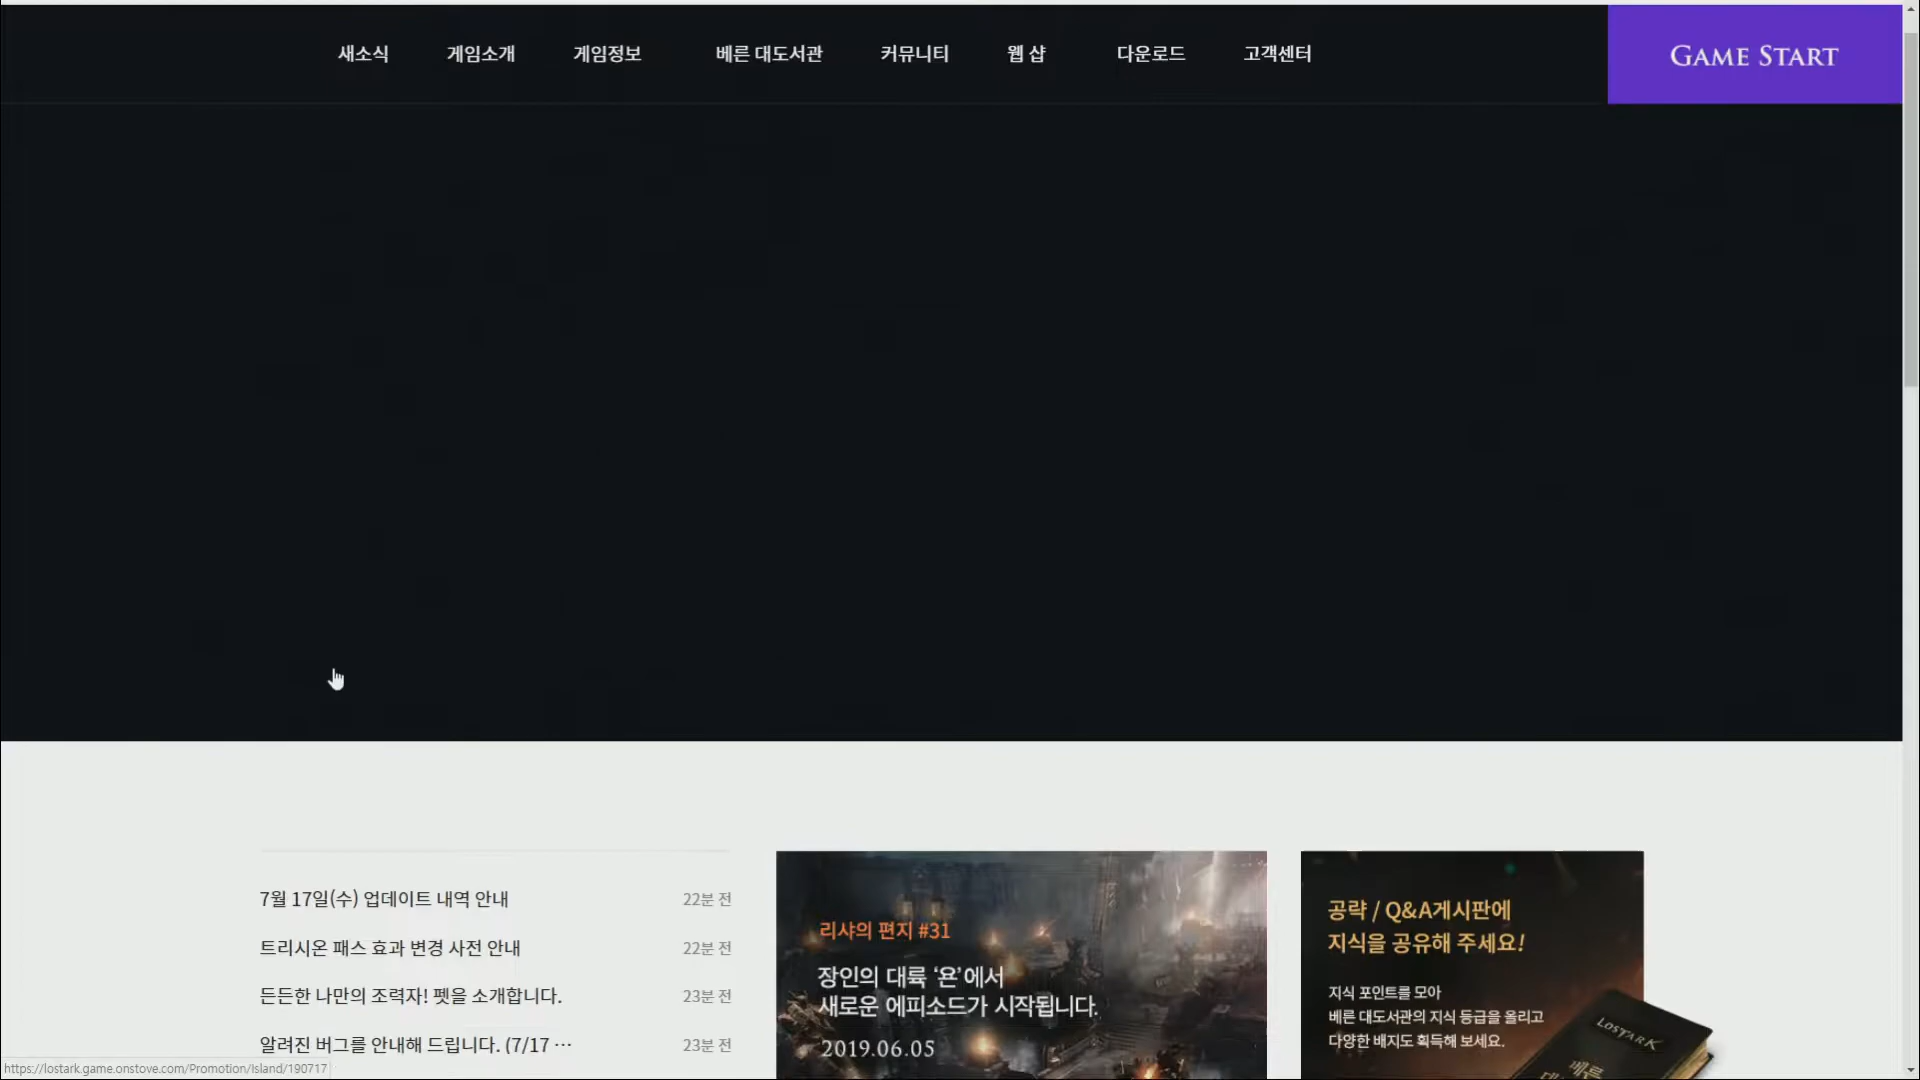 새소식
게임소개
게임정보
베른 대도서관
커뮤니티
웹 샵
다운로드
고객센터
GAME START
7월 17일(수) 업데이트 내역 안내
22분 전
트리시온 패스 효과 변경 사전 안내
22분 전
든든한 나만의 조력자! 펫을 소개합니다.
23분 전
알려진 버그를 안내해 드립니다. (7/17 ···
23분 전
리샤의 편지 #31
장인의 대륙 ‘욘’에서
새로운 에피소드가 시작됩니다.
2019.06.05
공략 / Q&A게시판에
지식을 공유해 주세요!
지식 포인트를 모아
베른 대도서관의 지식 등급을 올리고
다양한 배지도 획득해 보세요.
LOSTARK
베른
https://lostark.game.onstove.com/Promotion/Island/190717